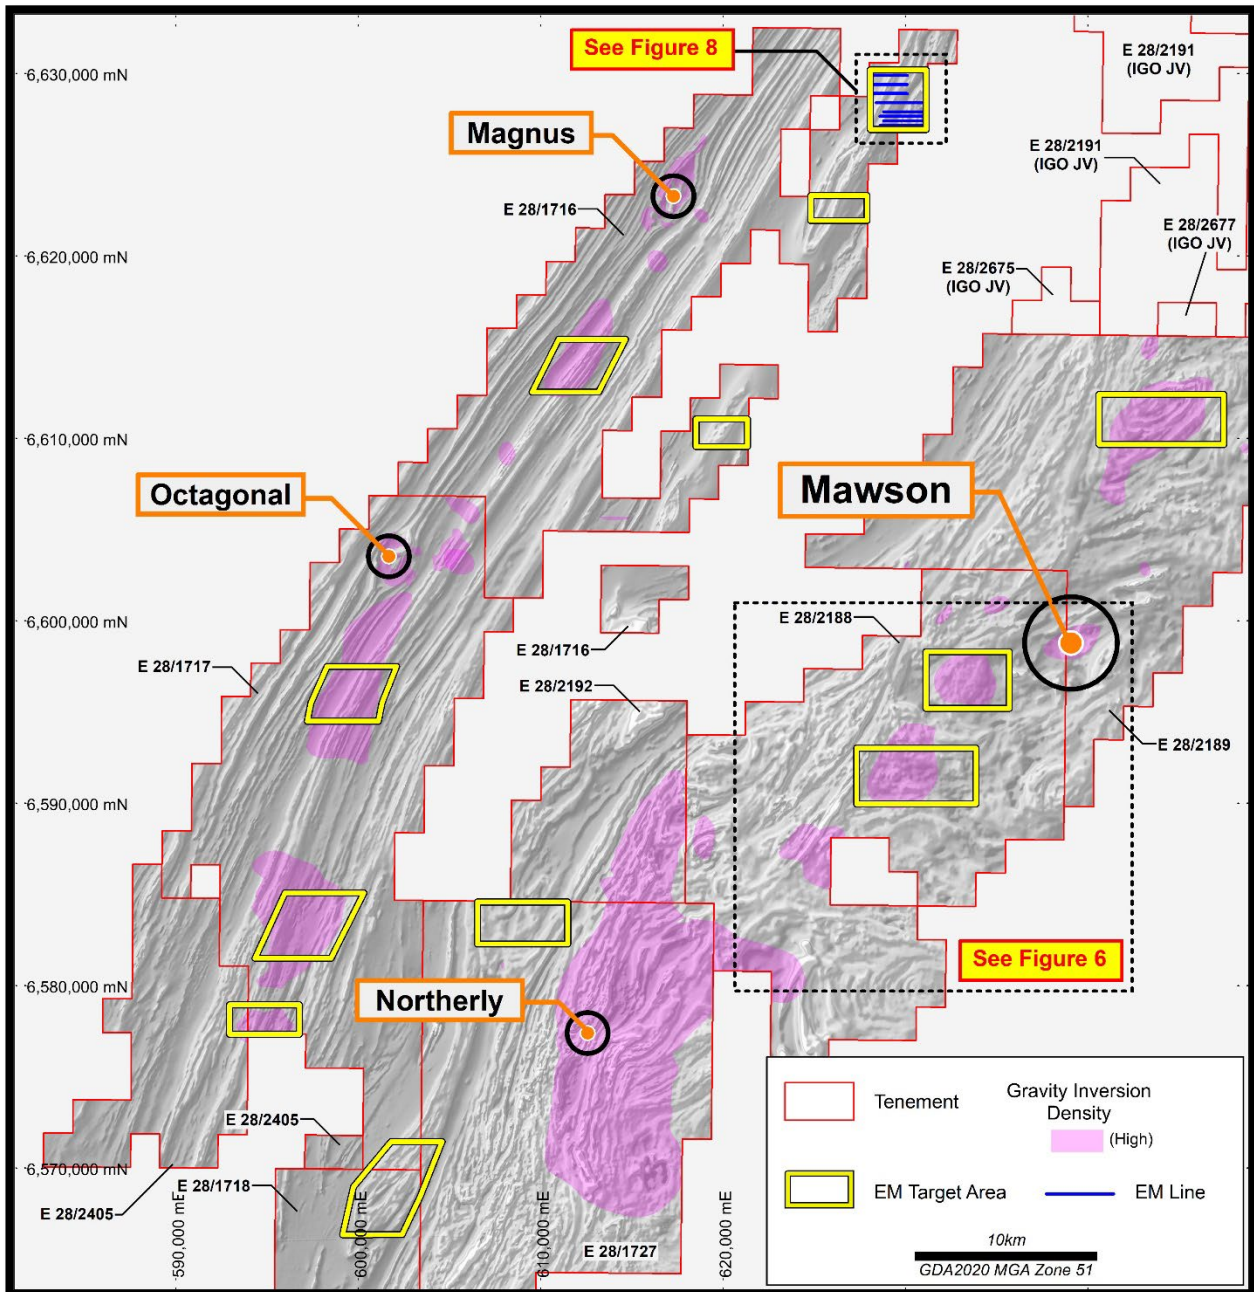 See Figure 8
E 28/2191
(IGO JV)
6,630,000 mN
Magnus
E 28/2191
(IGO JV)
E 28/1716
E 28/2677
(IGO JV)
6,620,000 mN
E 28/2675
(IGO JV)
6,610,000 mN
Octagonal
Mawson
6,600,000 mN
E 28/2188
E 28/1716
E 28/1717
E 28/2192
E 28/2189
6,590,000 mN
See Figure 6
6,580,000 mN
Northerly
Tenement
Gravity Inversion
Density
(High)
E 28/2405
6,570,000 mN
E 28/1718
EM Target Area
EM Line
E 28/2405
590,000 mE
600,000 mE
610,000 mE
620,000 mE
E 28/1727
10km
GDA2020 MGA Zone 51